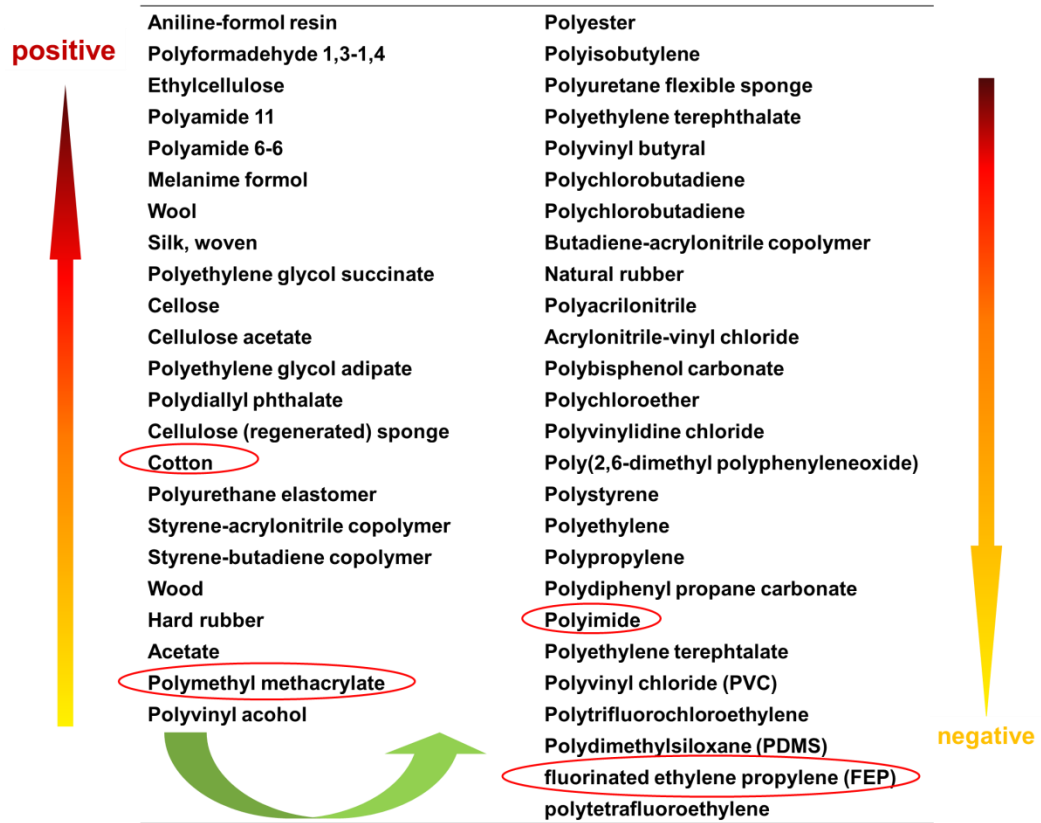 positive
Aniline-formol resin
Polyformadehyde 1,3-1,4
Ethylcellulose
Polyamide 11
Polyamide 6-6
Melanime formol
Wool
Silk, woven
Polyethylene glycol succinate
Cellose
Cellulose acetate
Polyethylene glycol adipate
Polydiallyl phthalate
Cellulose (regenerated) sponge
Cotton
Polyurethane elastomer
Styrene-acrylonitrile copolymer
Styrene-butadiene copolymer
Wood
Hard rubber
Acetate
Polymethyl methacrylate
Polyvinyl acohol
Polyester
Polyisobutylene
Polyuretane flexible sponge
Polyethylene terephthalate
Polyvinyl butyral
Polychlorobutadiene
Polychlorobutadiene
Butadiene-acrylonitrile copolymer
Natural rubber
Polyacrilonitrile
Acrylonitrile-vinyl chloride
Polybisphenol carbonate
Polychloroether
Polyvinylidine chloride
Poly(2,6-dimethyl polyphenyleneoxide)
Polystyrene
Polyethylene
Polypropylene
Polydiphenyl propane carbonate
Polyimide
Polyethylene terephtalate
Polyvinyl chloride (PVC)
Polytrifluorochloroethylene
Polydimethylsiloxane (PDMS)
fluorinated ethylene propylene (FEP)
polytetrafluoroethylene
negative